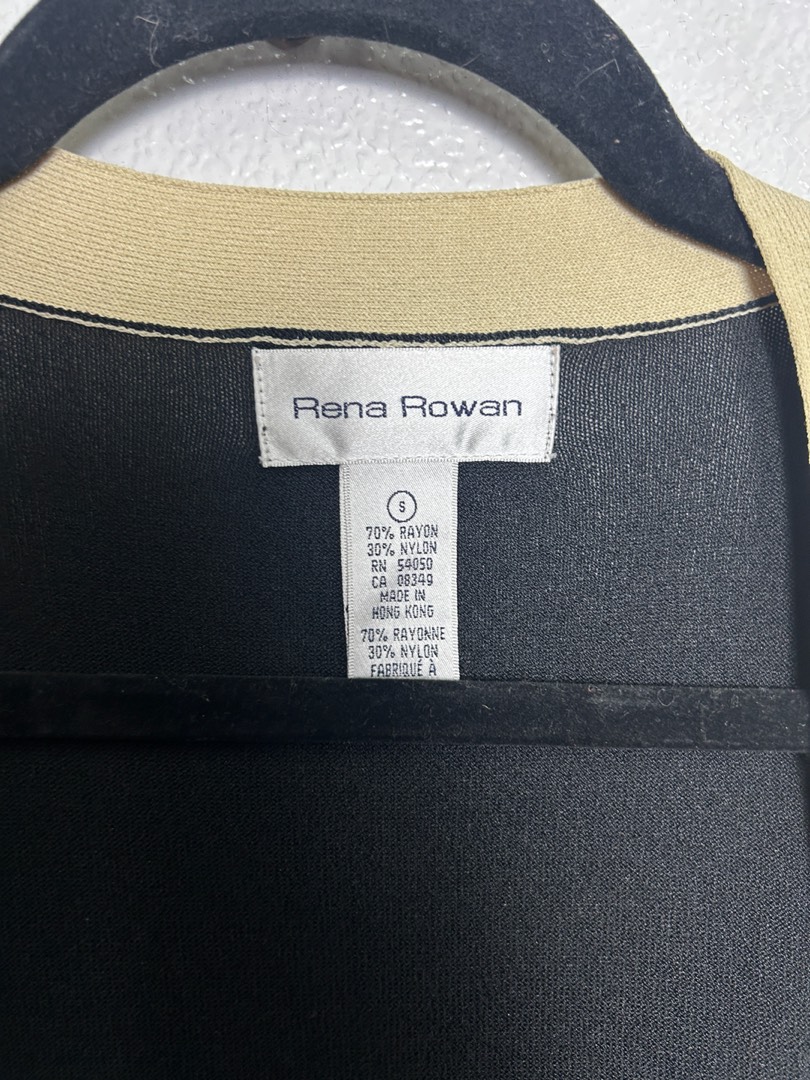 Rena Rowan
S
70% RAYON
30% NYLON
RN 54050
CA 08349
MADE IN
HONG KONG
70% RAYONNE
30% NYLON
FABRIQUÉ À